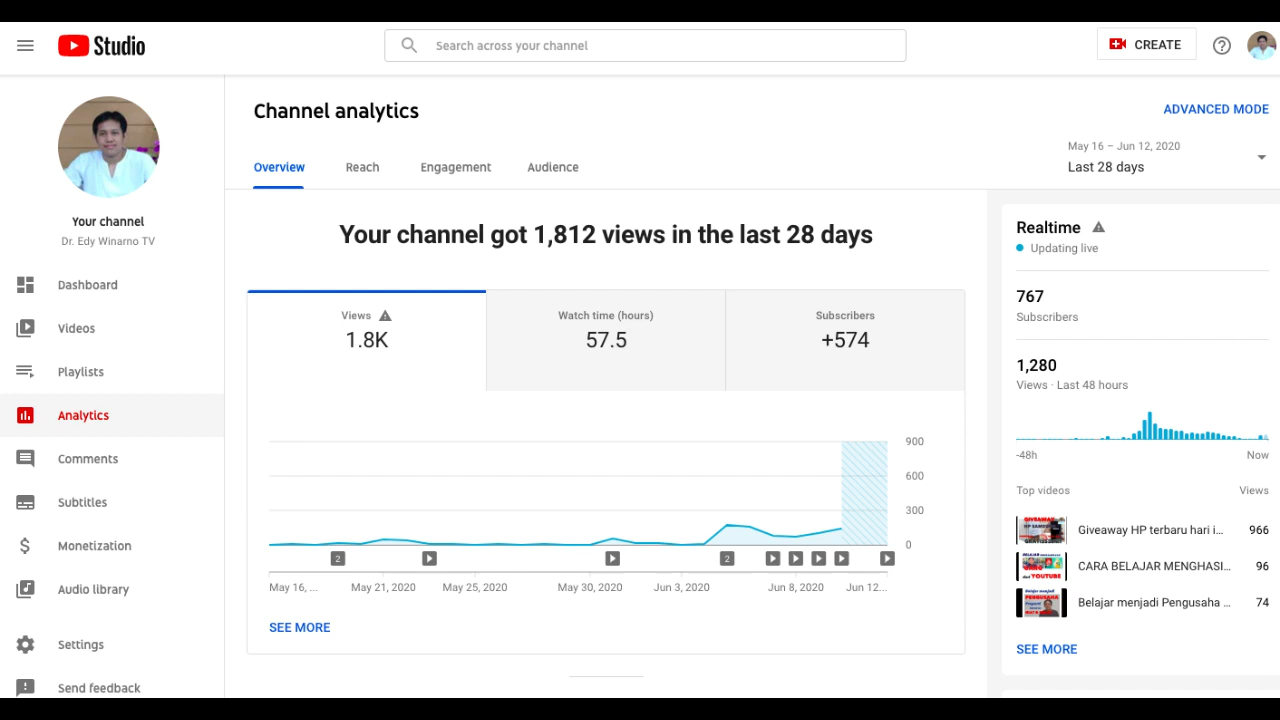 Studio
Search across your channel
CREATE
Your channel
Dr. Edy Winarno TV
Dashboard
Videos
Playlists
Analytics
Comments
Subtitles
Monetization
Audio library
Settings
Send feedback
Channel analytics
ADVANCED MODE
Overview
Reach
Engagement
Audience
May 16 – Jun 12, 2020
Last 28 days
Your channel got 1,812 views in the last 28 days
Views
1.8K
Watch time (hours)
57.5
Subscribers
+574
900
600
300
0
2
2
May 16, ...
May 21, 2020
May 25, 2020
May 30, 2020
Jun 3, 2020
Jun 8, 2020
Jun 12...
SEE MORE
Realtime
Updating live
767
Subscribers
1,280
Views · Last 48 hours
-48h
Now
Top videos
Views
Giveaway HP terbaru hari i...
966
CARA BELAJAR MENGHASI...
96
Belajar menjadi Pengusaha ...
74
SEE MORE